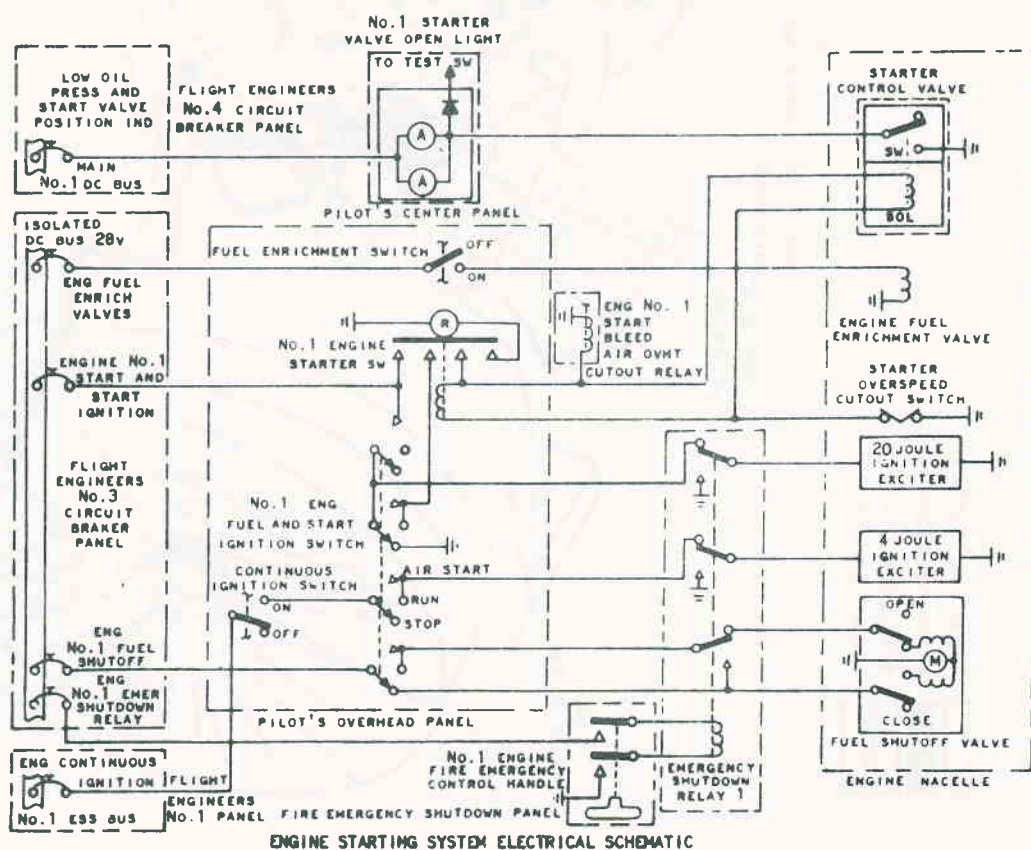 No.1 STARTER
VALVE OPEN LIGHT
TO TEST SW
LOW OIL
PRESS AND
START VALVE
POSITION IND
FLIGHT ENGINEERS
No.4 CIRCUIT
BREAKER PANEL
MAIN
No.1 DC BUS
A
A
PILOT'S CENTER PANEL
STARTER
CONTROL VALVE
SW.
SOL
ISOLATED
DC BUS 28V
FUEL ENRICHMENT SWITCH
OFF
ON
ENG FUEL
ENRICH
VALVES
ENGINE FUEL
ENRICHMENT VALVE
R
No.1 ENGINE
STARTER SW
ENG No. 1
START
BLEED
AIR OVHT
CUTOUT RELAY
ENGINE No.1
START AND
START
IGNITION
STARTER
OVERSPEED
CUTOUT SWITCH
FLIGHT
ENGINEERS
No.3
CIRCUIT
BRAKER
PANEL
No.1 ENG
FUEL AND START
IGNITION SWITCH
20 JOULE
IGNITION
EXCITER
4 JOULE
IGNITION
EXCITER
CONTINUOUS
IGNITION SWITCH
ON
OFF
AIR START
RUN
STOP
OPEN
M
CLOSE
FUEL SHUTOFF VALVE
ENG
No.1 FUEL
SHUTOFF
ENG
No.1 EMER
SHUTDOWN
RELAY
PILOT'S OVERHEAD PANEL
ENG CONTINUOUS
IGNITION
No.1 ESS BUS
FLIGHT
ENGINEERS
No.1 PANEL
No.1 ENGINE
FIRE EMERGENCY
CONTROL HANDLE
FIRE EMERGENCY SHUTDOWN PANEL
EMERGENCY
SHUTDOWN
RELAY 1
ENGINE NACELLE
ENGINE STARTING SYSTEM ELECTRICAL SCHEMATIC